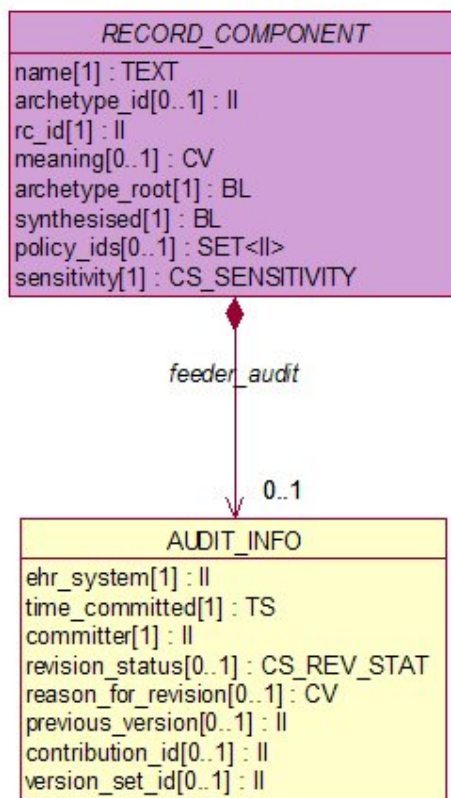 RECORD_COMPONENT
name[1] : TEXT
archetype_id[0..1] : II
rc_id[1] : II
meaning[0..1] : CV
archetype_root[1] : BL
synthesised[1] : BL
policy_ids[0..1] : SET<II>
sensitivity[1] : CS_SENSITIVITY
feeder_audit
0..1
AUDIT_INFO
ehr_system[1] : II
time_committed[1] : TS
committer[1] : II
revision_status[0..1] : CS_REV_STAT
reason_for_revision[0..1] : CV
previous_version[0..1] : II
contribution_id[0..1] : II
version_set_id[0..1] : II